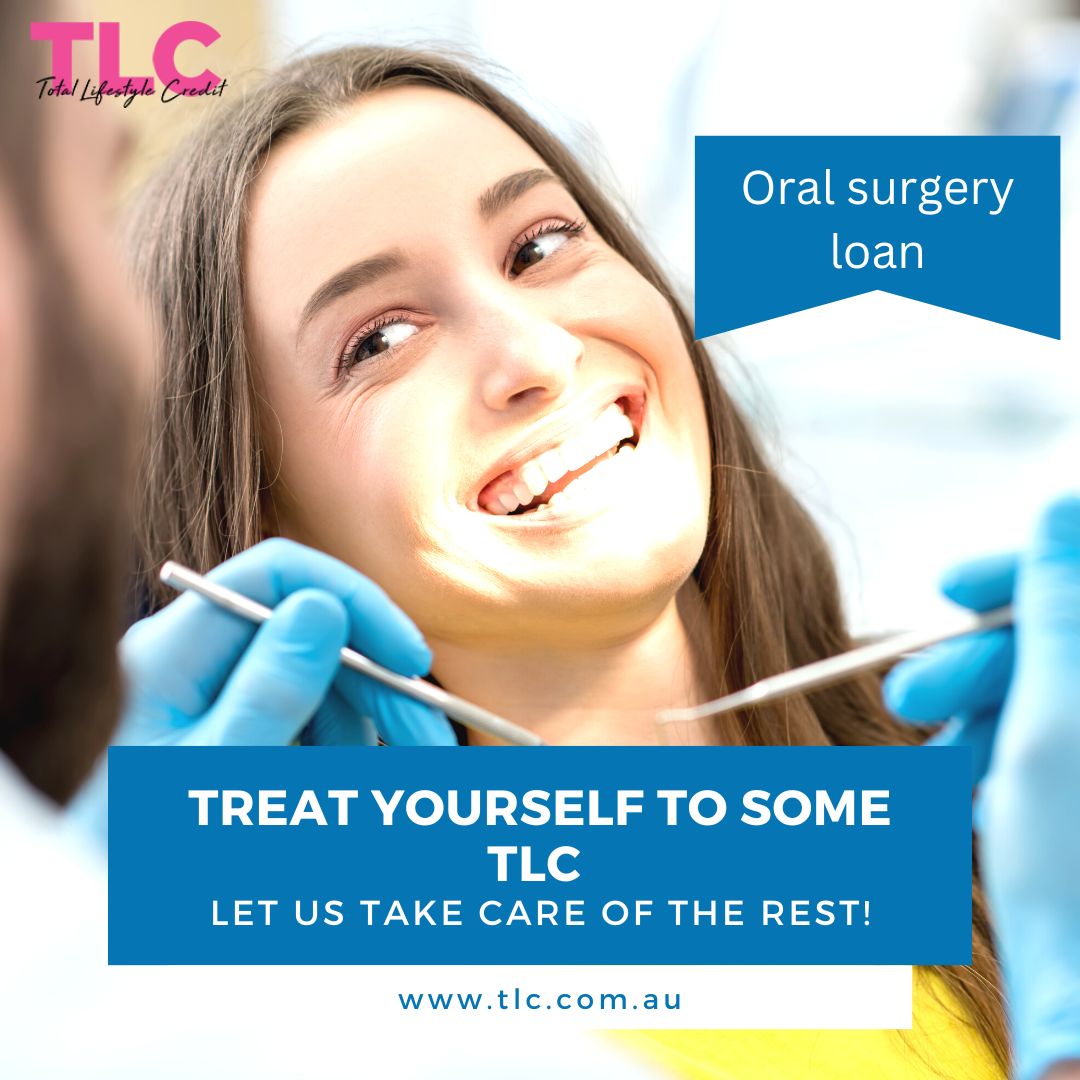 TLC
Total Lifestyle Credit
Oral surgery
loan
TREAT YOURSELF TO SOME
TLC
LET US TAKE CARE OF THE REST!
www.tlc.com.au